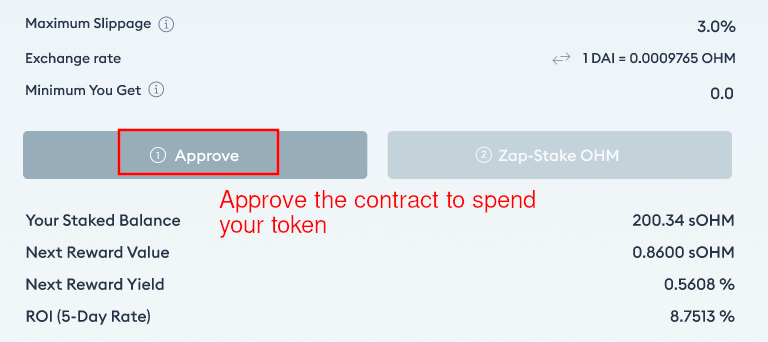 Maximum Slippage ⓘ 3.0%
Exchange rate 1 DAI = 0.0009765 OHM
Minimum You Get ⓘ 0.0
① Approve ② Zap-Stake OHM
Approve the contract to spend
your token
Your Staked Balance 200.34 sOHM
Next Reward Value 0.8600 sOHM
Next Reward Yield 0.5608 %
ROI (5-Day Rate) 8.7513 %